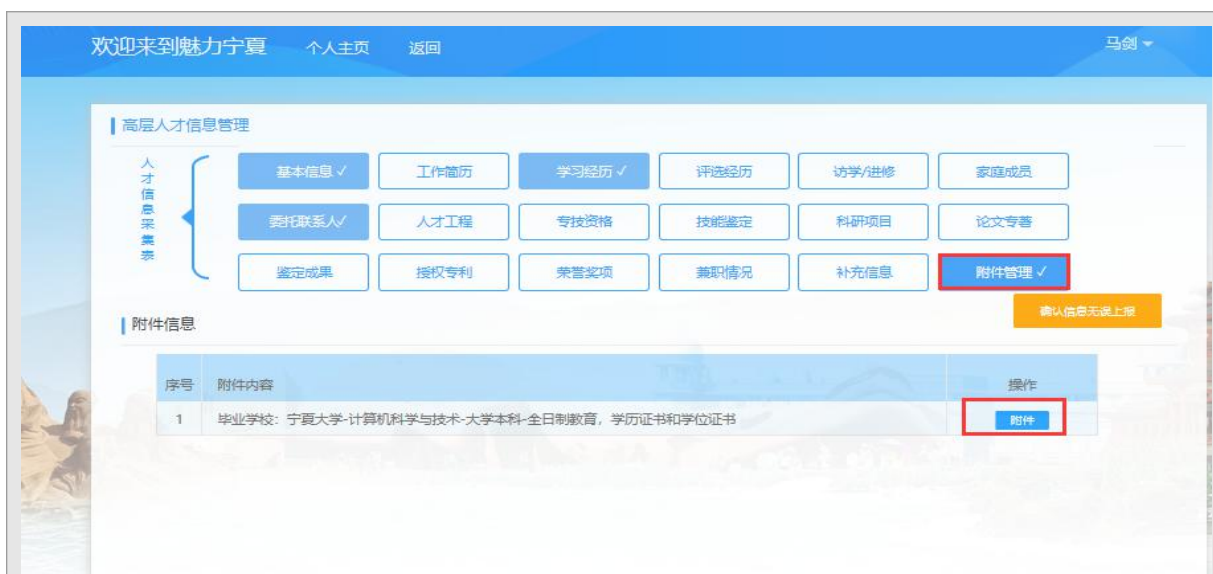 欢迎来到魅力宁夏 个人主页 返回 马剑
高层人才信息管理
人才信息采集表
基本信息 ✓ 工作简历 学习经历 ✓ 评选经历 访学/进修 家庭成员
委托联系人✓ 人才工程 专技资格 技能鉴定 科研项目 论文专著
鉴定成果 授权专利 荣誉奖项 兼职情况 补充信息 附件管理 ✓
确认信息无误上报
附件信息
序号 附件内容 操作
1 毕业学校：宁夏大学-计算机科学与技术-大学本科-全日制教育，学历证书和学位证书 附件